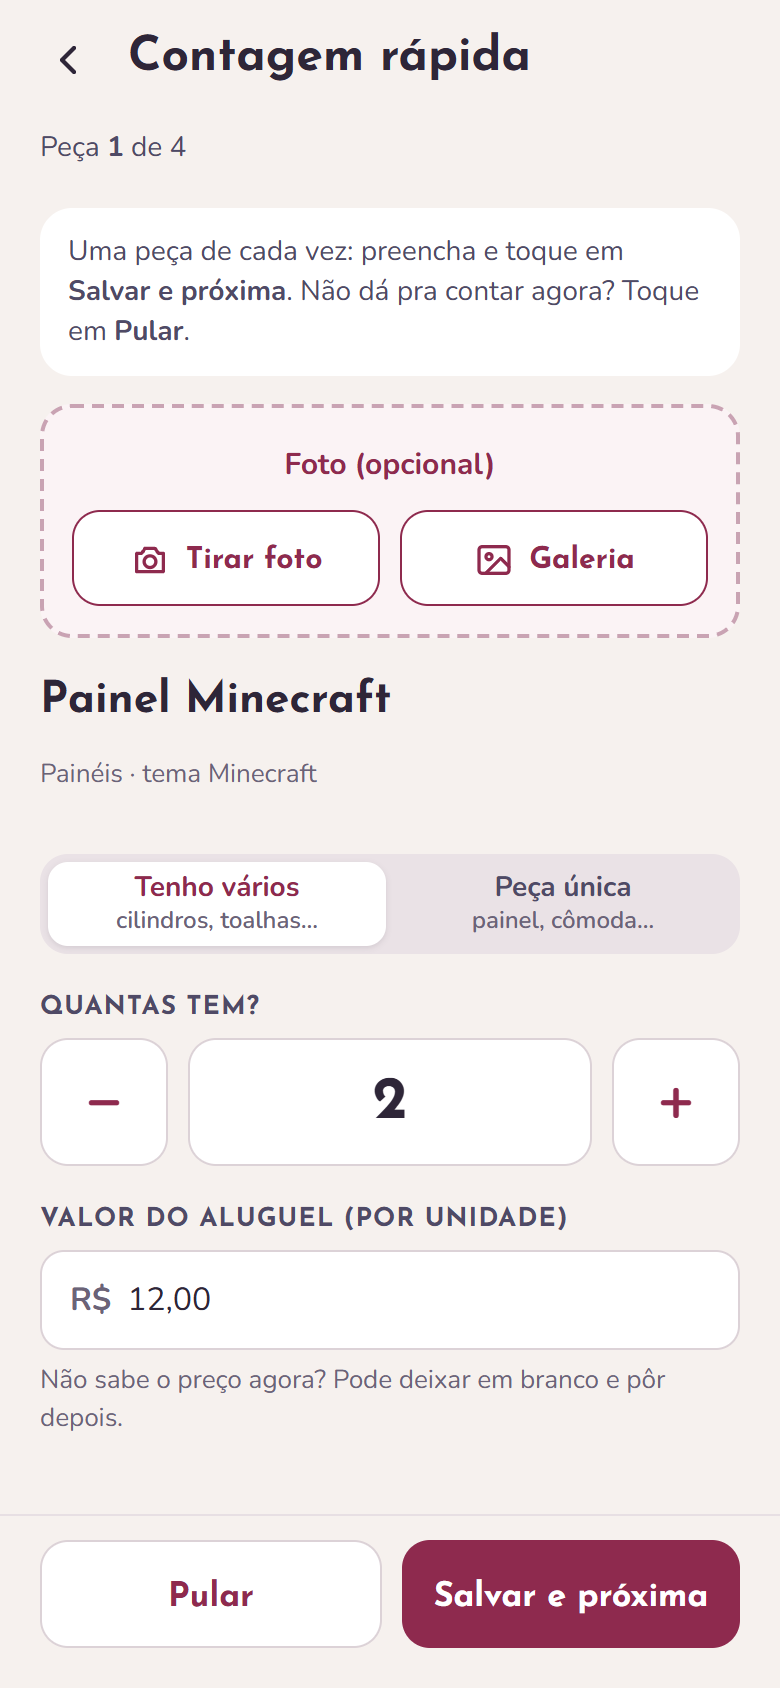 Contagem rápida
Peça 1 de 4
Uma peça de cada vez: preencha e toque em
Salvar e próxima. Não dá pra contar agora? Toque
em Pular.
Foto (opcional)
Tirar foto
Galeria
Painel Minecraft
Painéis · tema Minecraft
Tenho vários
cilindros, toalhas...
Peça única
painel, cômoda...
QUANTAS TEM?
2
VALOR DO ALUGUEL (POR UNIDADE)
R$ 12,00
Não sabe o preço agora? Pode deixar em branco e pôr
depois.
Pular
Salvar e próxima